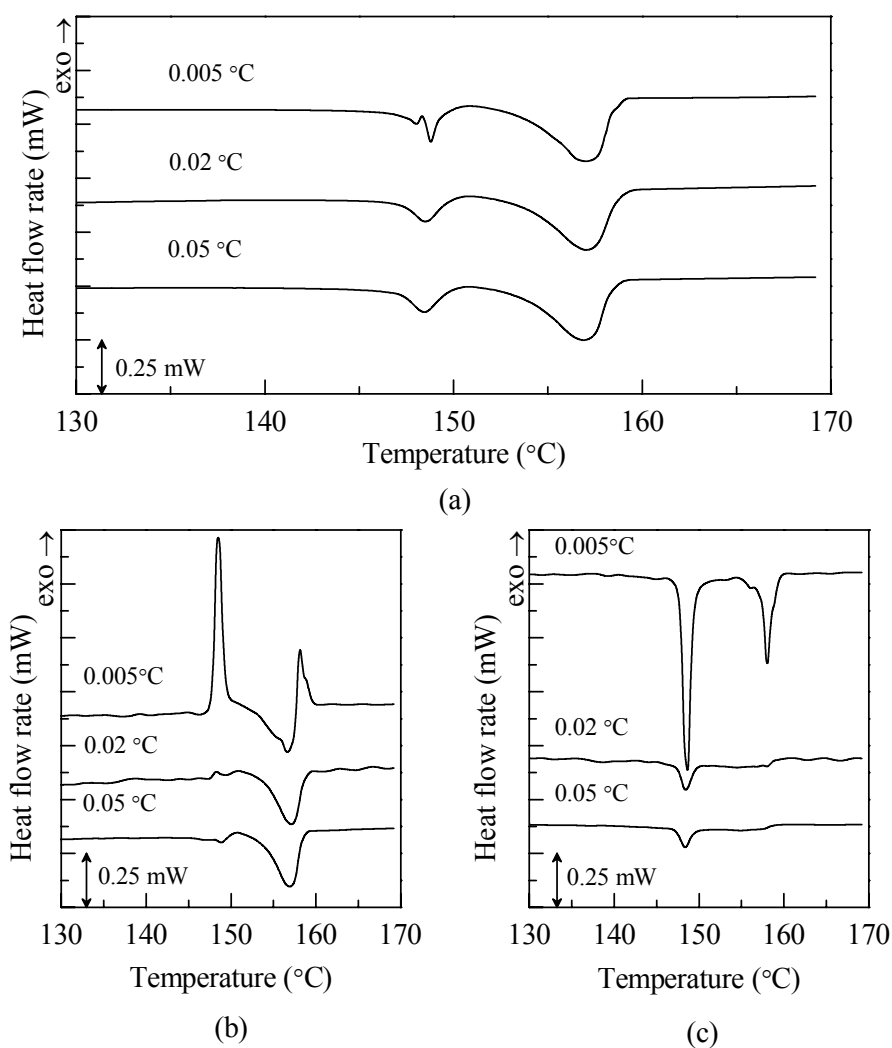 exo →
Heat flow rate (mW)
0.005 °C
0.02 °C
0.05 °C
0.25 mW
130 140 150 160 170
Temperature (°C)
(a)
exo →
Heat flow rate (mW)
0.005°C
0.02 °C
0.05 °C
0.25 mW
130 140 150 160 170
Temperature (°C)
(b)
exo →
Heat flow rate (mW)
0.005°C
0.02 °C
0.05 °C
0.25 mW
130 140 150 160 170
Temperature (°C)
(c)